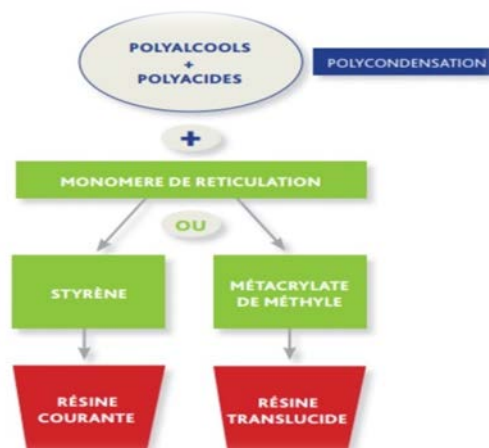 POLYALCOOLS
+
POLYACIDES
POLYCONDENSATION
+
MONOMERE DE RETICULATION
OU
STYRÈNE
MÉTACRYLATE
DE MÉTHYLE
RÉSINE
COURANTE
RÉSINE
TRANSLUCIDE